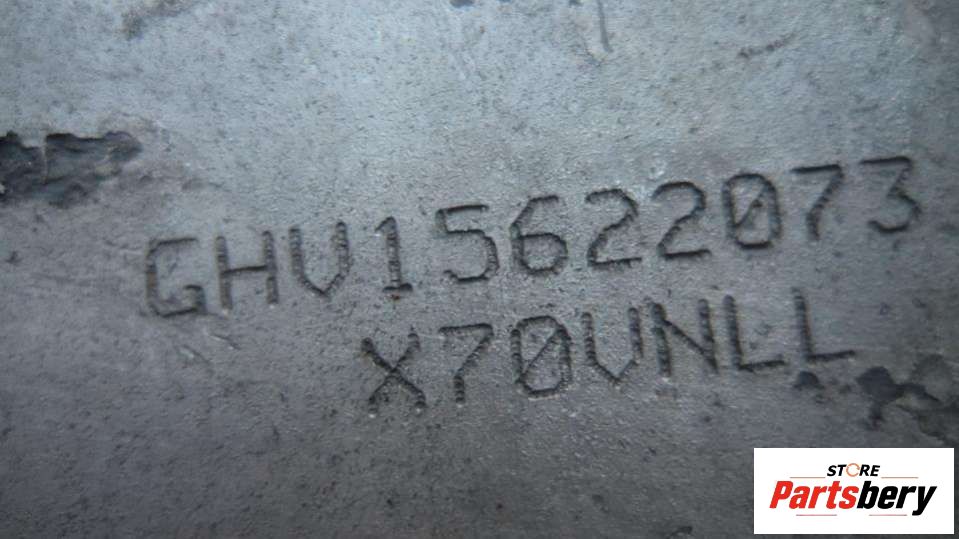 GHV15622073
X70VNLL
STORE
Partsbery